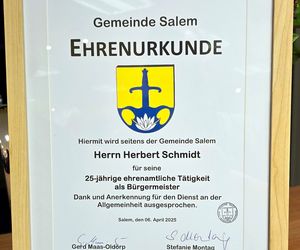 Gemeinde Salem
EHRENURKUNDE
Hiermit wird seitens der Gemeinde Salem
Herrn Herbert Schmidt
für seine
25-jährige ehrenamtliche Tätigkeit
als Bürgermeister
Dank und Anerkennung für den Dienst an der
Allgemeinheit ausgesprochen.
Salem, den 06. April 2025
Gerd Maas-Oldörp Stefanie Montag